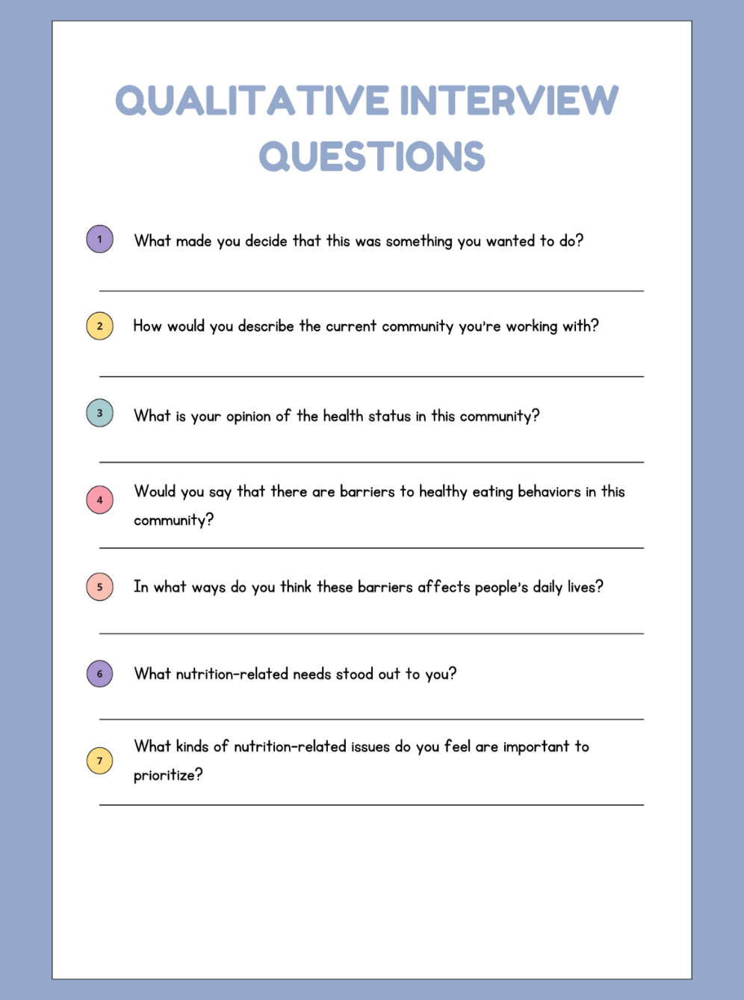 QUALITATIVE INTERVIEW
QUESTIONS
1 What made you decide that this was something you wanted to do?
2 How would you describe the current community you're working with?
3 What is your opinion of the health status in this community?
4 Would you say that there are barriers to healthy eating behaviors in this
community?
5 In what ways do you think these barriers affects people's daily lives?
6 What nutrition-related needs stood out to you?
7 What kinds of nutrition-related issues do you feel are important to
prioritize?